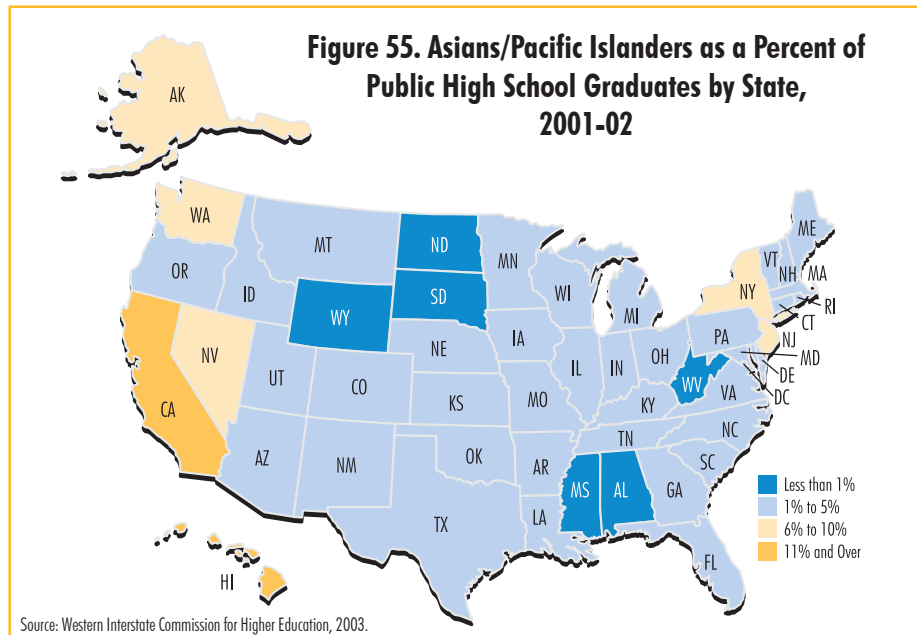 Figure 55. Asians/Pacific Islanders as a Percent of
Public High School Graduates by State,
2001-02
AK
WA
MT
ND
MN
ME
VT
NH
MA
OR
ID
WY
SD
WI
MI
NY
RI
CT
NJ
PA
MD
DE
DC
NV
UT
CO
NE
IA
IL
IN
OH
WV
VA
CA
KS
MO
KY
NC
TN
AZ
NM
OK
AR
SC
MS
AL
GA
TX
LA
FL
HI
Less than 1%
1% to 5%
6% to 10%
11% and Over
Source: Western Interstate Commission for Higher Education, 2003.